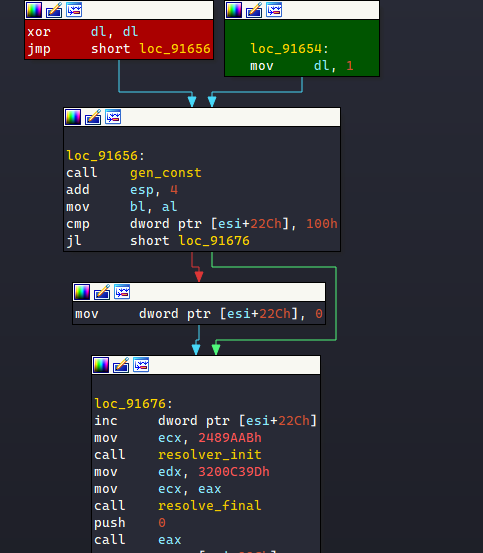 xor dl, dl
jmp short loc_91656
loc_91654:
mov dl, 1
loc_91656:
call gen_const
add esp, 4
mov bl, al
cmp dword ptr [esi+22Ch], 100h
jl short loc_91676
mov dword ptr [esi+22Ch], 0
loc_91676:
inc dword ptr [esi+22Ch]
mov ecx, 2489AABh
call resolver_init
mov edx, 3200C39Dh
mov ecx, eax
call resolve_final
push 0
call eax